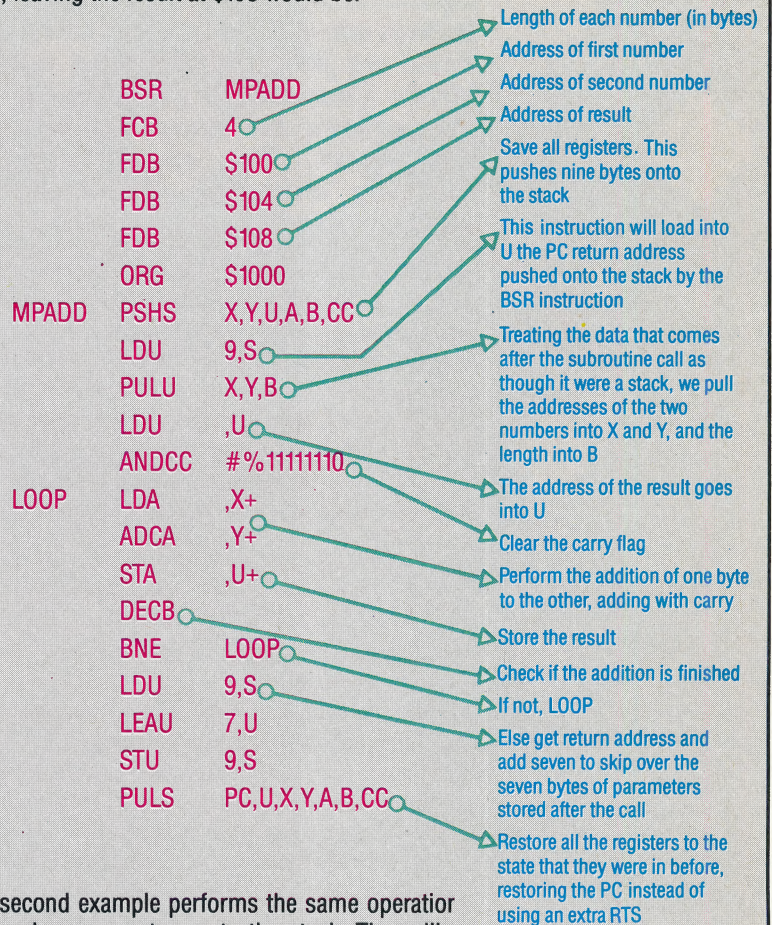 BSR MPADD
FCB 4
FDB $100
FDB $104
FDB $108
ORG $1000
MPADD PSHS X,Y,U,A,B,CC
LDU 9,S
PULU X,Y,B
LDU ,U
ANDCC #%11111110
LOOP LDA ,X+
ADCA ,Y+
STA ,U+
DECB
BNE LOOP
LDU 9,S
LEAU 7,U
STU 9,S
PULS PC,U,X,Y,A,B,CC
Length of each number (in bytes)
Address of first number
Address of second number
Address of result
Save all registers. This
pushes nine bytes onto
the stack
This instruction will load into
U the PC return address
pushed onto the stack by the
BSR instruction
Treating the data that comes
after the subroutine call as
though it were a stack, we pull
the addresses of the two
numbers into X and Y, and the
length into B
The address of the result goes
into U
Clear the carry flag
Perform the addition of one byte
to the other, adding with carry
Store the result
Check if the addition is finished
If not, LOOP
Else get return address and
add seven to skip over the
seven bytes of parameters
stored after the call
Restore all the registers to the
state that they were in before,
restoring the PC instead of
using an extra RTS
second example performs the same operation